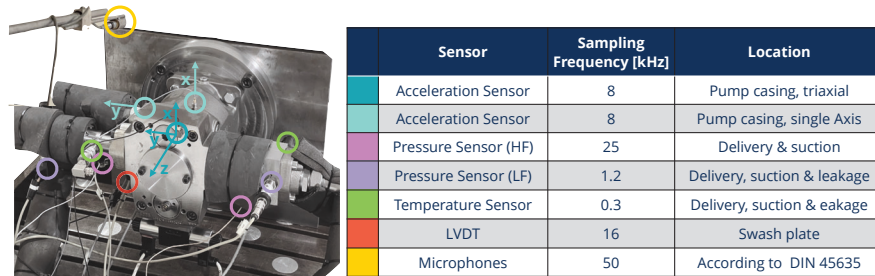 x
y
x
y
z
Sensor Sampling Frequency [kHz] Location
Acceleration Sensor 8 Pump casing, triaxial
Acceleration Sensor 8 Pump casing, single Axis
Pressure Sensor (HF) 25 Delivery & suction
Pressure Sensor (LF) 1.2 Delivery, suction & leakage
Temperature Sensor 0.3 Delivery, suction & eakage
LVDT 16 Swash plate
Microphones 50 According to DIN 45635